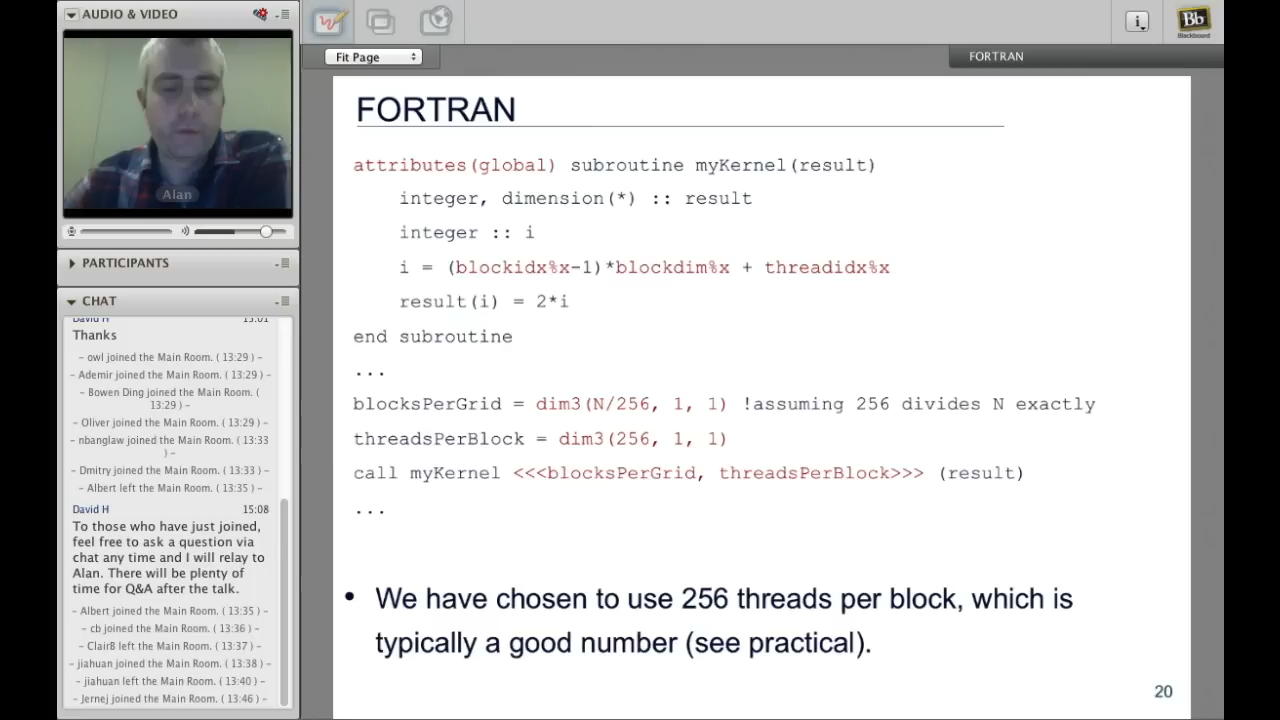 AUDIO & VIDEO
Alan
PARTICIPANTS
CHAT
David H 15:01
Thanks
– owl joined the Main Room. ( 13:29 ) –
– Ademir joined the Main Room. ( 13:29 ) –
– Bowen Ding joined the Main Room. (
13:29 ) –
– Oliver joined the Main Room. ( 13:29 ) –
– nbanglaw joined the Main Room. ( 13:33
) –
– Dmitry joined the Main Room. ( 13:33 ) –
– Albert left the Main Room. ( 13:35 ) –
David H 15:08
To those who have just joined,
feel free to ask a question via
chat any time and I will relay to
Alan. There will be plenty of
time for Q&A after the talk.
– Albert joined the Main Room. ( 13:35 ) –
– cb joined the Main Room. ( 13:36 ) –
– Clair8 left the Main Room. ( 13:37 ) –
– jiahuan joined the Main Room. ( 13:38 ) –
– jiahuan left the Main Room. ( 13:40 ) –
– Jernej joined the Main Room. ( 13:46 ) –
i
Bb
Blackboard
Fit Page
FORTRAN
FORTRAN
attributes(global) subroutine myKernel(result)
integer, dimension(*) :: result
integer :: i
i = (blockidx%x-1)*blockdim%x + threadidx%x
result(i) = 2*i
end subroutine
...
blocksPerGrid = dim3(N/256, 1, 1) !assuming 256 divides N exactly
threadsPerBlock = dim3(256, 1, 1)
call myKernel <<<blocksPerGrid, threadsPerBlock>>> (result)
...
• We have chosen to use 256 threads per block, which is
typically a good number (see practical).
20